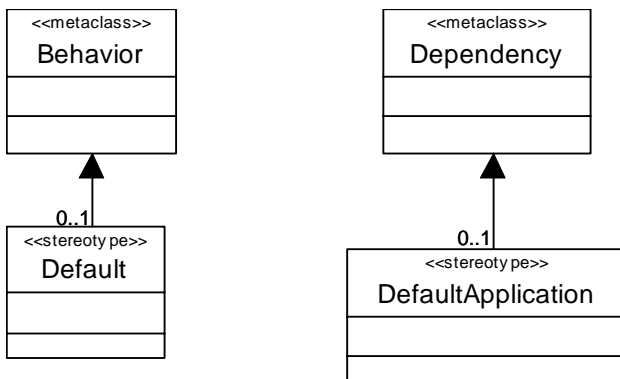 <<metaclass>>
Behavior
<<metaclass>>
Dependency
0..1
<<stereotype>>
Default
0..1
<<stereotype>>
DefaultApplication